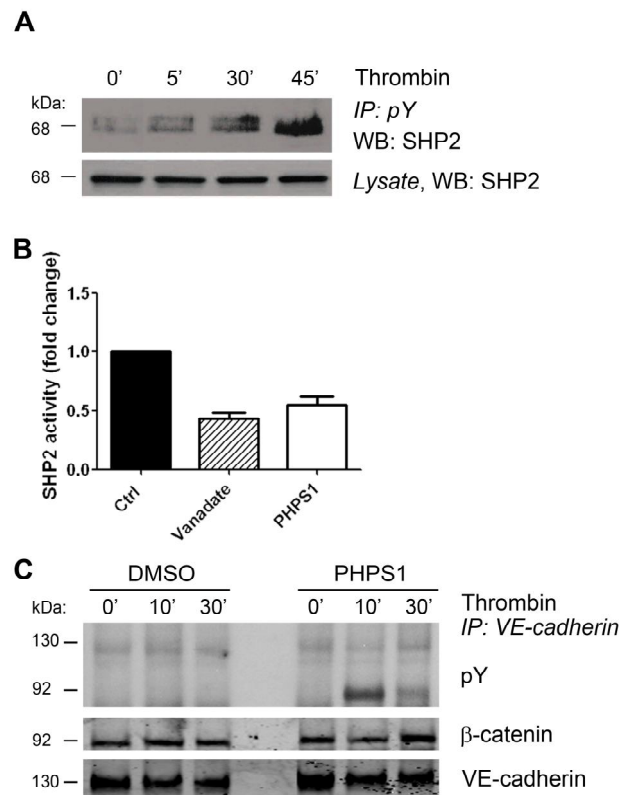 A
0’ 5’ 30’ 45’ Thrombin
kDa:
IP: pY
68
WB: SHP2
68
Lysate, WB: SHP2
B
SHP2 activity (fold change)
1.5
1.0
0.5
0.0
Ctrl
Vanadate
PHPS1
C
DMSO PHPS1
kDa: 0’ 10’ 30’ 0’ 10’ 30’ Thrombin
IP: VE-cadherin
130
pY
92
92 β-catenin
130 VE-cadherin